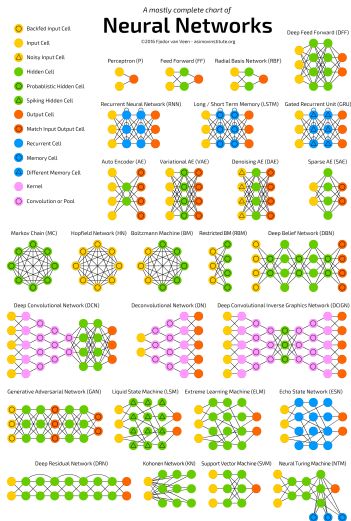 A mostly complete chart of
Neural Networks
©2016 Fjodor van Veen - asimovinstitute.org
Deep Feed Forward (DFF)
Backfed Input Cell
Input Cell
Noisy Input Cell
Hidden Cell
Probablistic Hidden Cell
Spiking Hidden Cell
Output Cell
Match Input Output Cell
Recurrent Cell
Memory Cell
Different Memory Cell
Kernel
Convolution or Pool
Perceptron (P)
Feed Forward (FF)
Radial Basis Network (RBF)
Recurrent Neural Network (RNN)
Long / Short Term Memory (LSTM)
Gated Recurrent Unit (GRU)
Auto Encoder (AE)
Variational AE (VAE)
Denoising AE (DAE)
Sparse AE (SAE)
Markov Chain (MC)
Hopfield Network (HN)
Boltzmann Machine (BM)
Restricted BM (RBM)
Deep Belief Network (DBN)
Deep Convolutional Network (DCN)
Deconvolutional Network (DN)
Deep Convolutional Inverse Graphics Network (DCIGN)
Generative Adversarial Network (GAN)
Liquid State Machine (LSM)
Extreme Learning Machine (ELM)
Echo State Network (ESN)
Deep Residual Network (DRN)
Kohonen Network (KN)
Support Vector Machine (SVM)
Neural Turing Machine (NTM)